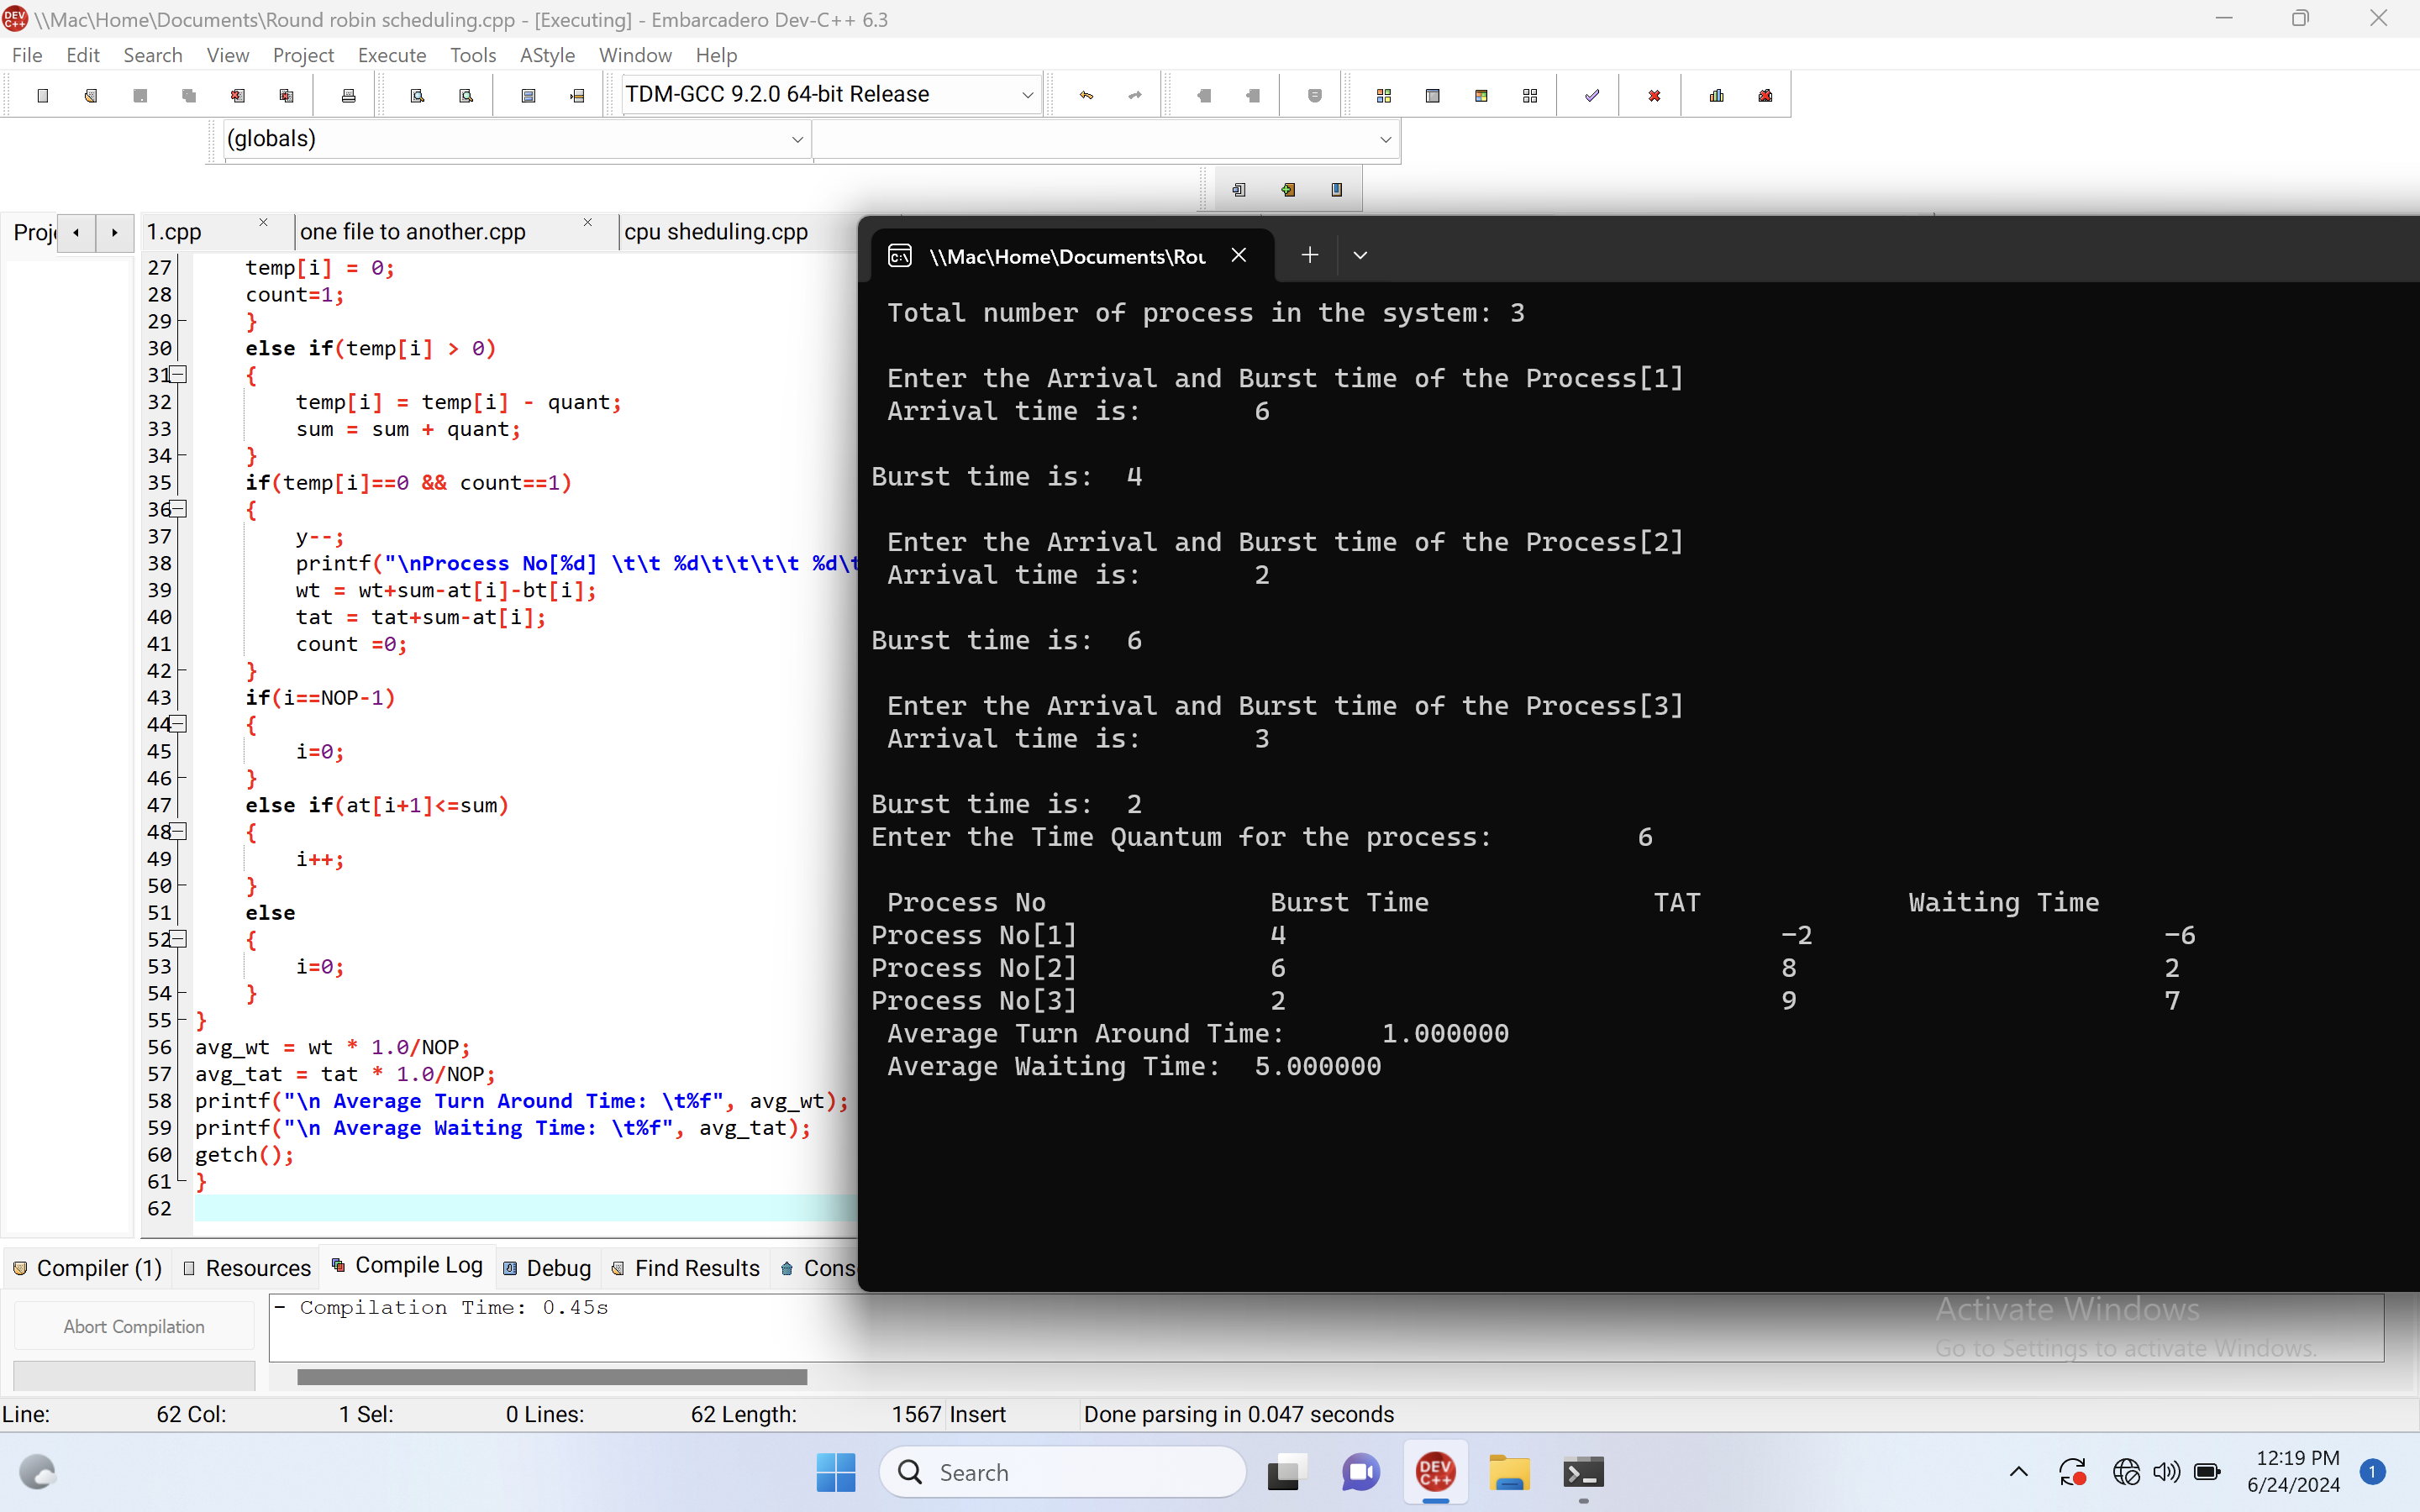 \\Mac\Home\Documents\Round robin scheduling.cpp - [Executing] - Embarcadero Dev-C++ 6.3
File Edit Search View Project Execute Tools AStyle Window Help
TDM-GCC 9.2.0 64-bit Release
(globals)
Proje 1.cpp one file to another.cpp cpu sheduling.cpp
27 temp[i] = 0;
28 count=1;
29 }
30 else if(temp[i] > 0)
31 {
32 temp[i] = temp[i] - quant;
33 sum = sum + quant;
34 }
35 if(temp[i]==0 && count==1)
36 {
37 y--;
38 printf("\nProcess No[%d] \t\t %d\t\t\t\t %d\t
39 wt = wt+sum-at[i]-bt[i];
40 tat = tat+sum-at[i];
41 count =0;
42 }
43 if(i==NOP-1)
44 {
45 i=0;
46 }
47 else if(at[i+1]<=sum)
48 {
49 i++;
50 }
51 else
52 {
53 i=0;
54 }
55 }
56 avg_wt = wt * 1.0/NOP;
57 avg_tat = tat * 1.0/NOP;
58 printf("\n Average Turn Around Time: \t%f", avg_wt);
59 printf("\n Average Waiting Time: \t%f", avg_tat);
60 getch();
61 }
62
\\Mac\Home\Documents\Rou
Total number of process in the system: 3
Enter the Arrival and Burst time of the Process[1]
Arrival time is: 6
Burst time is: 4
Enter the Arrival and Burst time of the Process[2]
Arrival time is: 2
Burst time is: 6
Enter the Arrival and Burst time of the Process[3]
Arrival time is: 3
Burst time is: 2
Enter the Time Quantum for the process: 6
Process No Burst Time TAT Waiting Time
Process No[1] 4 -2 -6
Process No[2] 6 8 2
Process No[3] 2 9 7
Average Turn Around Time: 1.000000
Average Waiting Time: 5.000000
Compiler (1) Resources Compile Log Debug Find Results Cons
Abort Compilation
- Compilation Time: 0.45s
Activate Windows
Go to Settings to activate Windows.
Line: 62 Col: 1 Sel: 0 Lines: 62 Length: 1567 Insert Done parsing in 0.047 seconds
Search
DEV C++
12:19 PM
6/24/2024
1